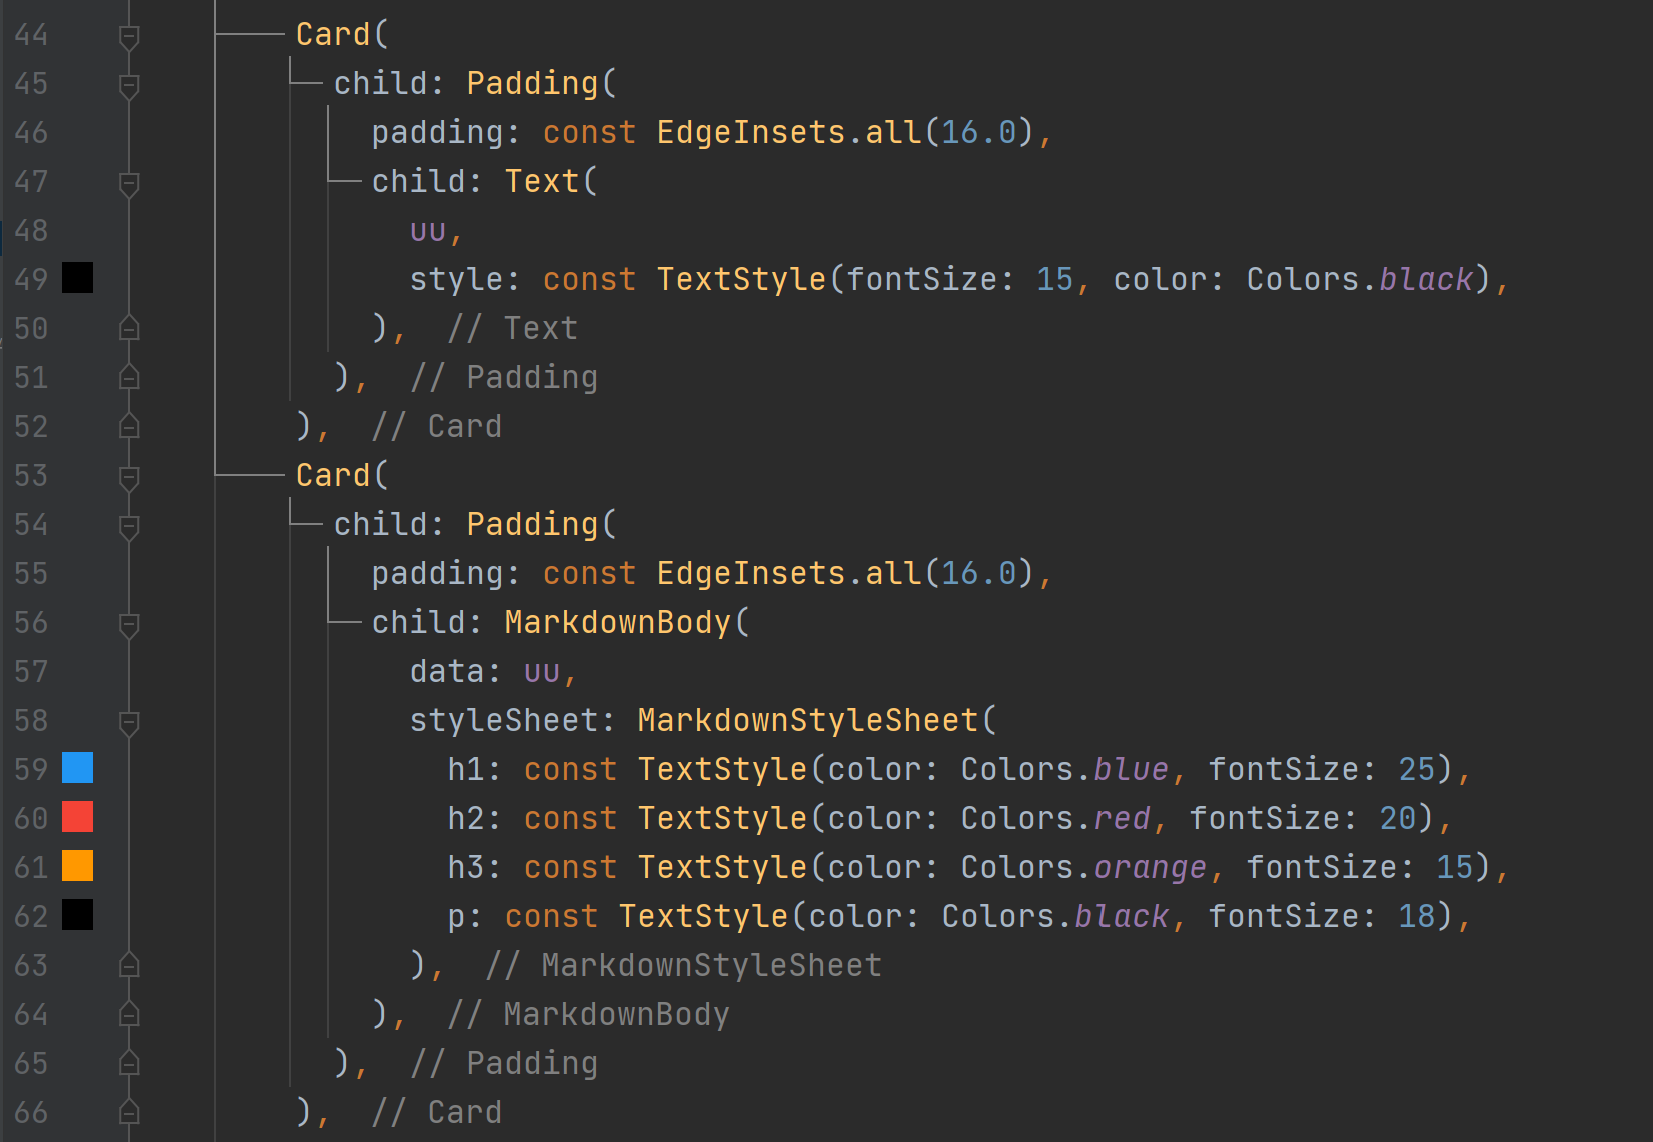 44 Card(
45 child: Padding(
46 padding: const EdgeInsets.all(16.0),
47 child: Text(
48 uu,
49 style: const TextStyle(fontSize: 15, color: Colors.black),
50 ), // Text
51 ), // Padding
52 ), // Card
53 Card(
54 child: Padding(
55 padding: const EdgeInsets.all(16.0),
56 child: MarkdownBody(
57 data: uu,
58 styleSheet: MarkdownStyleSheet(
59 h1: const TextStyle(color: Colors.blue, fontSize: 25),
60 h2: const TextStyle(color: Colors.red, fontSize: 20),
61 h3: const TextStyle(color: Colors.orange, fontSize: 15),
62 p: const TextStyle(color: Colors.black, fontSize: 18),
63 ), // MarkdownStyleSheet
64 ), // MarkdownBody
65 ), // Padding
66 ), // Card